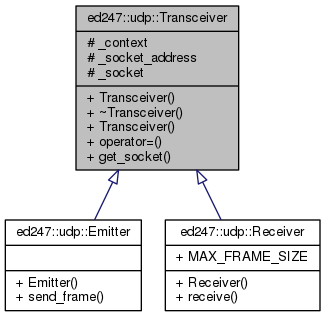 ed247::udp::Transceiver
# _context
# _socket_address
# _socket
+ Transceiver()
+ ~Transceiver()
+ Transceiver()
+ operator=()
+ get_socket()
ed247::udp::Emitter
+ Emitter()
+ send_frame()
ed247::udp::Receiver
+ MAX_FRAME_SIZE
+ Receiver()
+ receive()